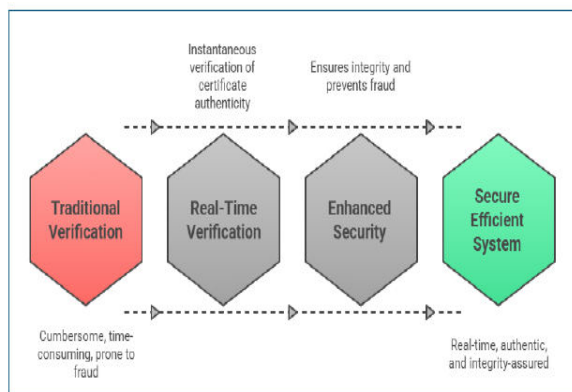 Instantaneous
verification of
certificate
authenticity
Ensures integrity and
prevents fraud
Traditional
Verification
Real-Time
Verification
Enhanced
Security
Secure
Efficient
System
Cumbersome, time-
consuming, prone to
fraud
Real-time, authentic,
and integrity-assured